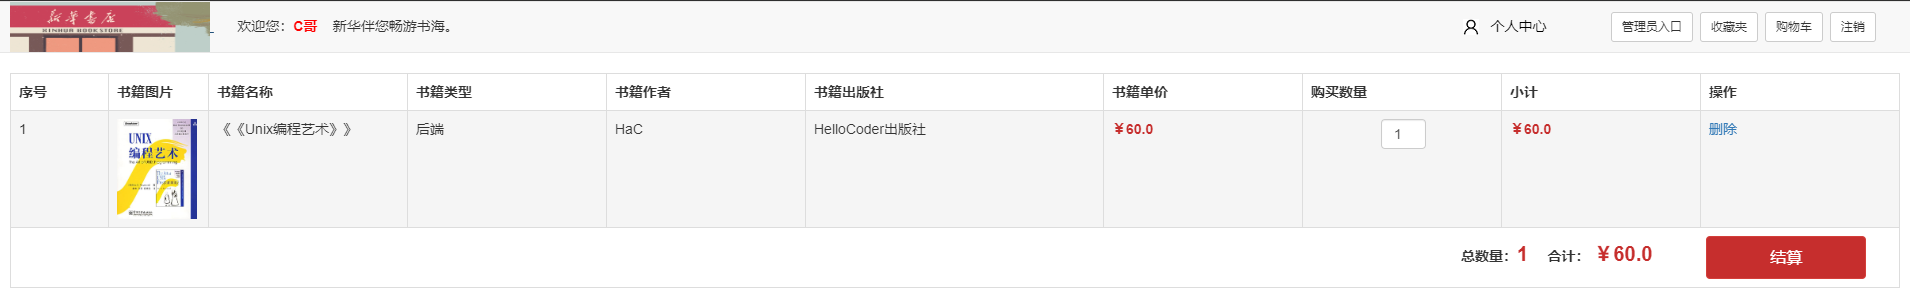 新华书店
XINHUA BOOKSTORE
欢迎您：C哥 新华伴您畅游书海。
个人中心
管理员入口 收藏夹 购物车 注销
序号 书籍图片 书籍名称 书籍类型 书籍作者 书籍出版社 书籍单价 购买数量 小计 操作
1 《《Unix编程艺术》》 后端 HaC HelloCoder出版社 ￥60.0 1 ￥60.0 删除
UNIX
编程艺术
总数量：1 合计：￥60.0 结算